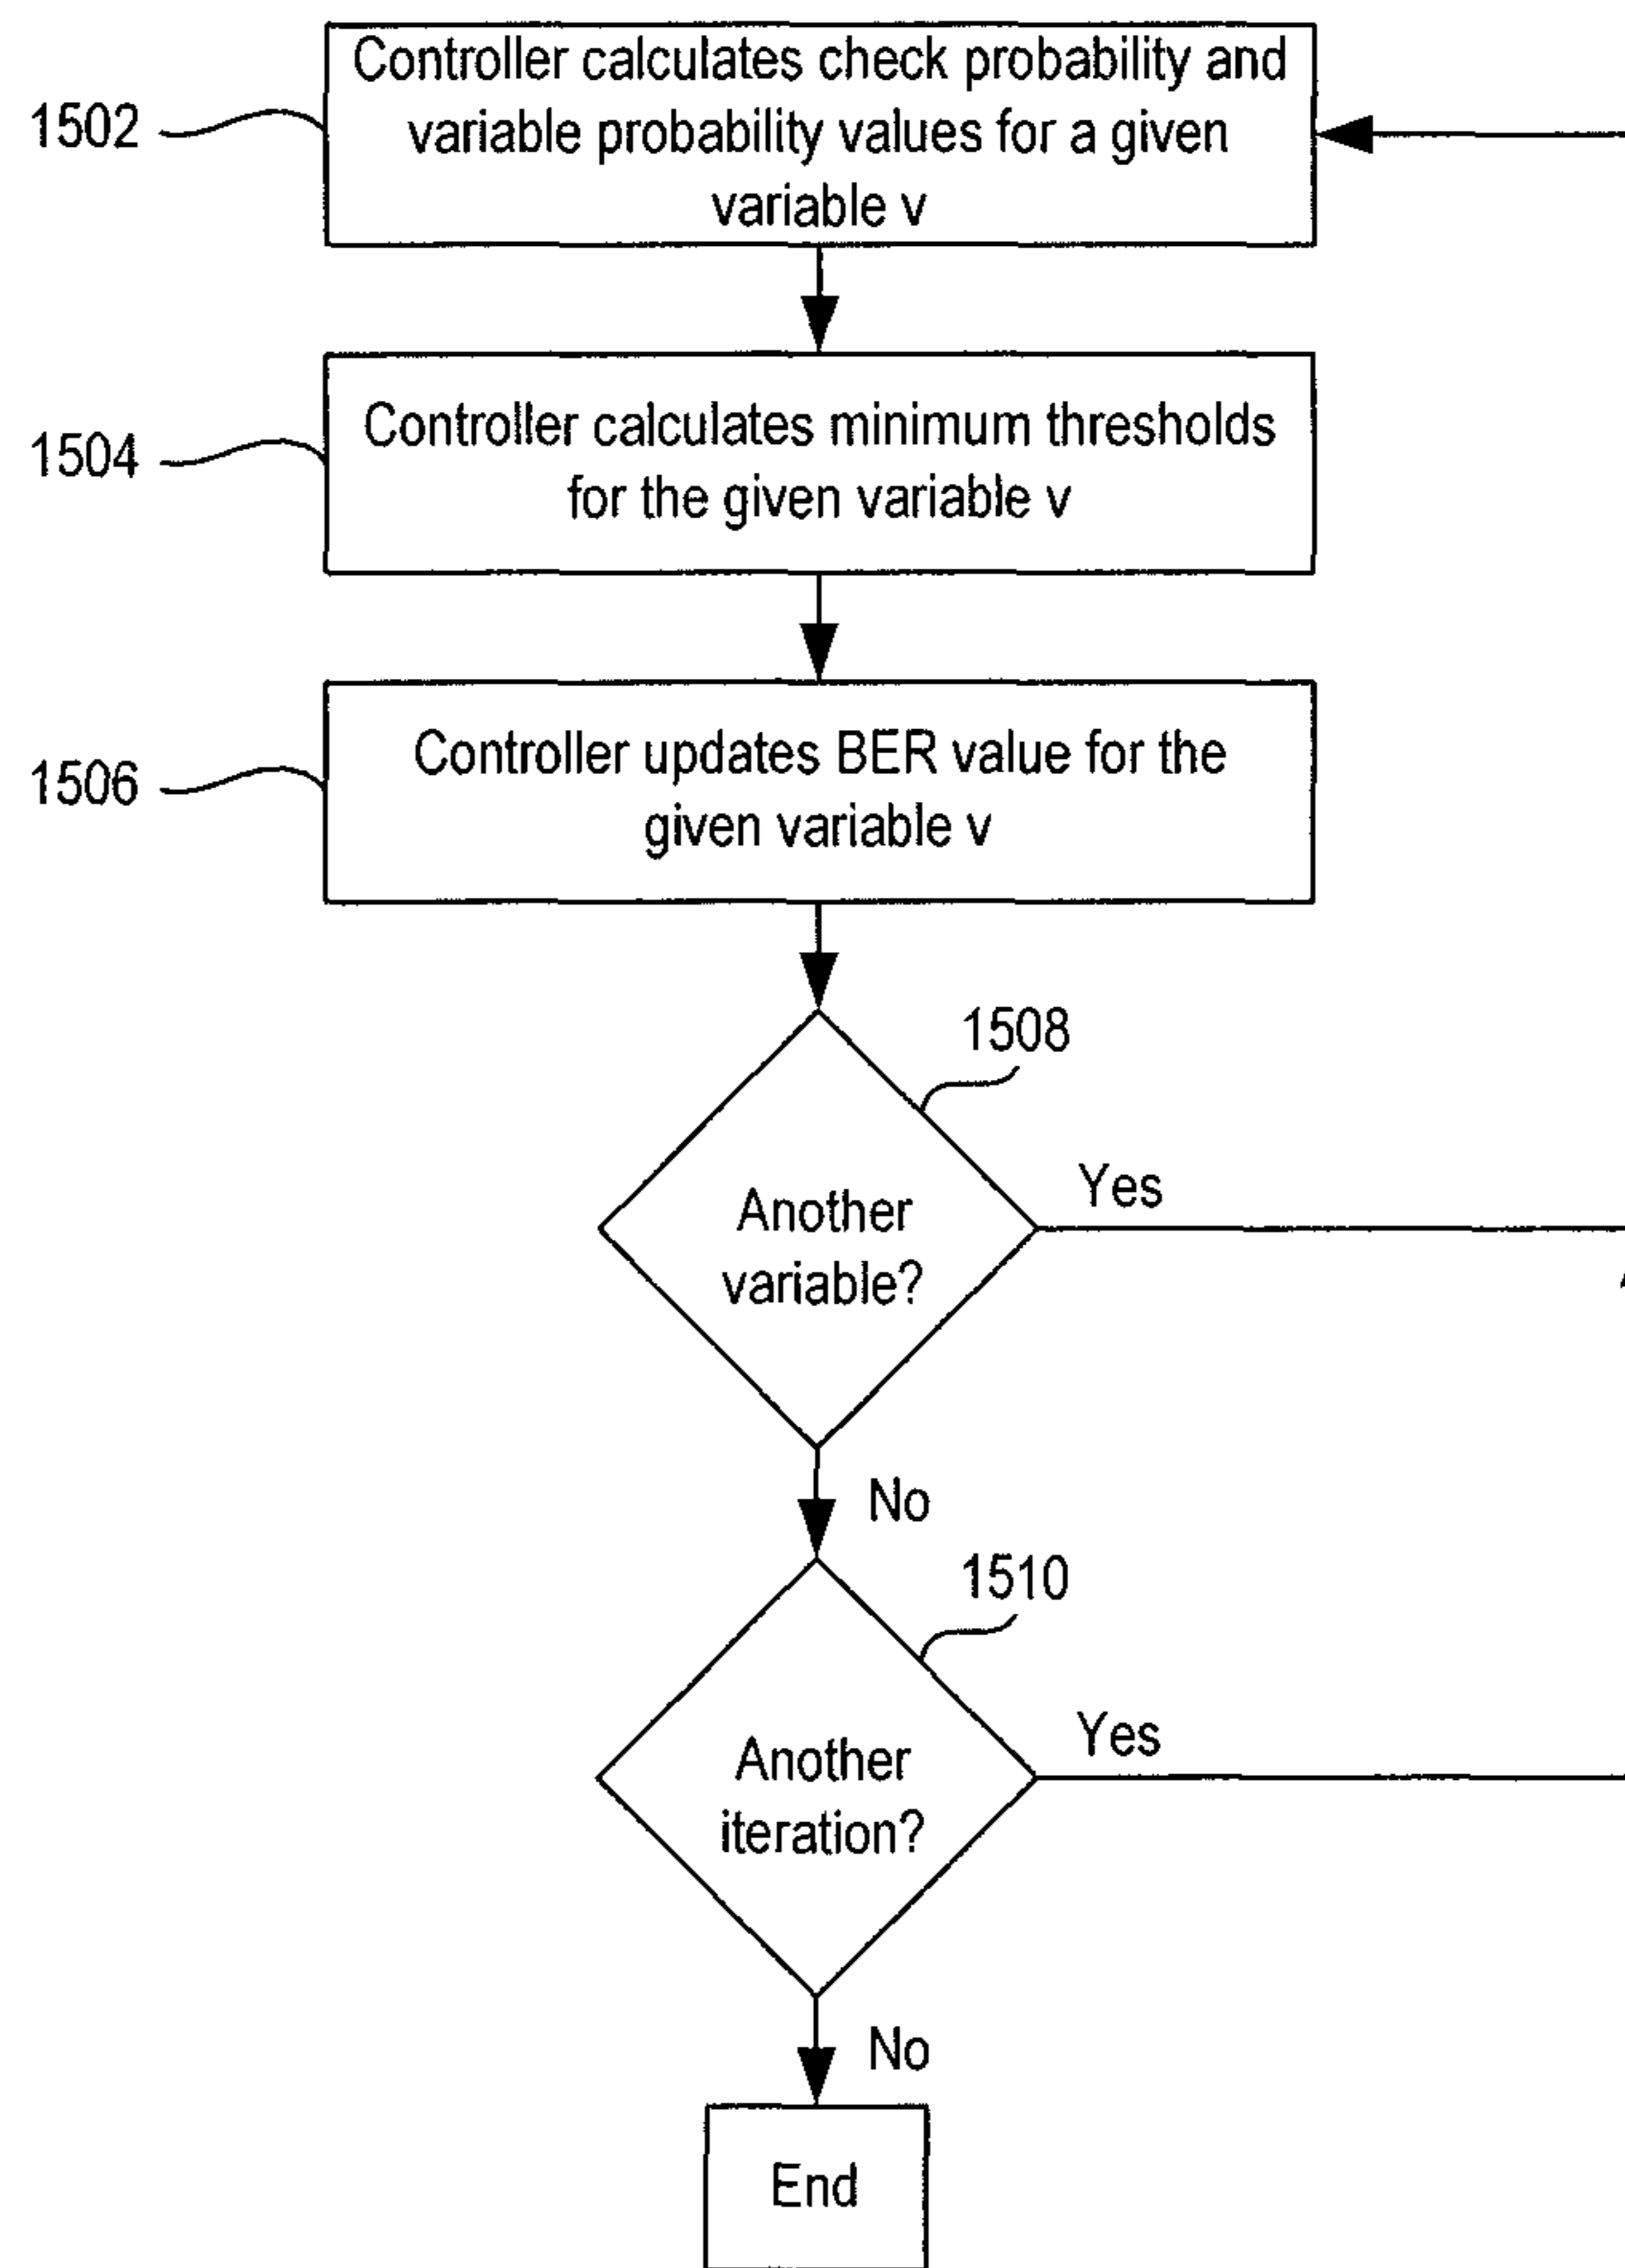 Controller calculates check probability and
1502
variable probability values for a given
variable v
Controller calculates minimum thresholds
1504
for the given variable v
Controller updates BER value for the
1506
given variable v
1508
Yes
Another
variable?
No
1510
Yes
Another
iteration?
No
End